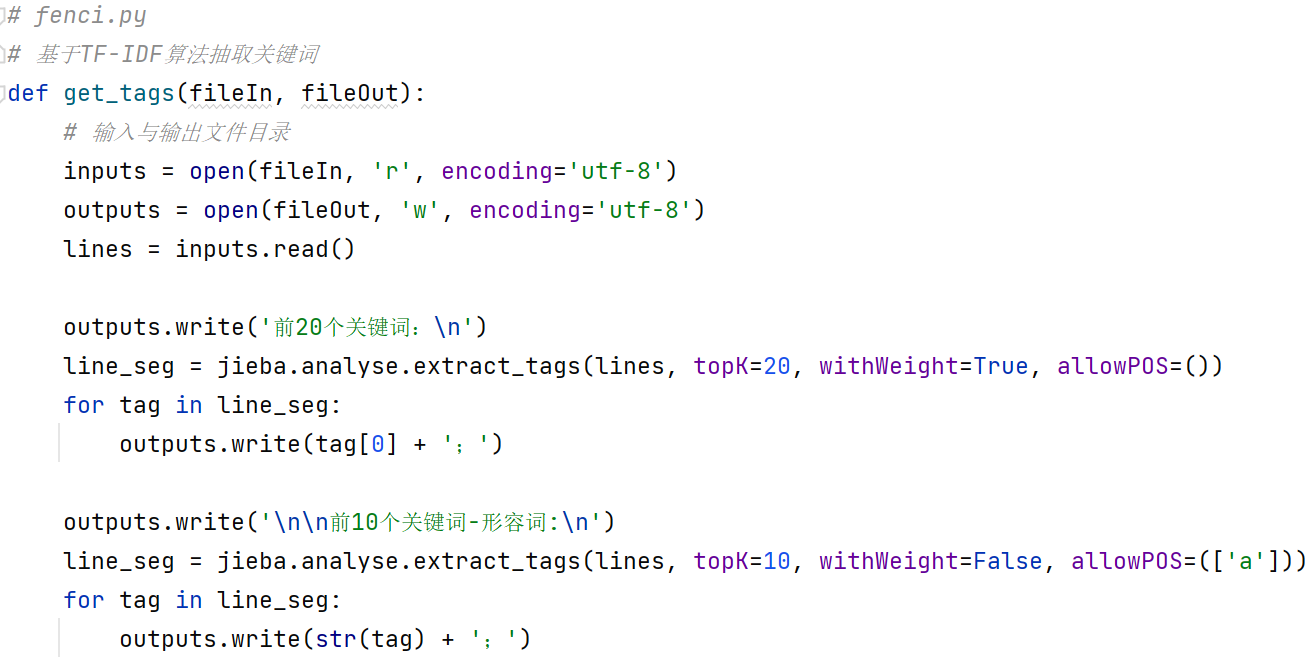 # fenci.py
# 基于TF-IDF算法抽取关键词
def get_tags(fileIn, fileOut):
    # 输入与输出文件目录
    inputs = open(fileIn, 'r', encoding='utf-8')
    outputs = open(fileOut, 'w', encoding='utf-8')
    lines = inputs.read()

    outputs.write('前20个关键词：\n')
    line_seg = jieba.analyse.extract_tags(lines, topK=20, withWeight=True, allowPOS=())
    for tag in line_seg:
        outputs.write(tag[0] + '；')

    outputs.write('\n\n前10个关键词-形容词:\n')
    line_seg = jieba.analyse.extract_tags(lines, topK=10, withWeight=False, allowPOS=(['a']))
    for tag in line_seg:
        outputs.write(str(tag) + '；')